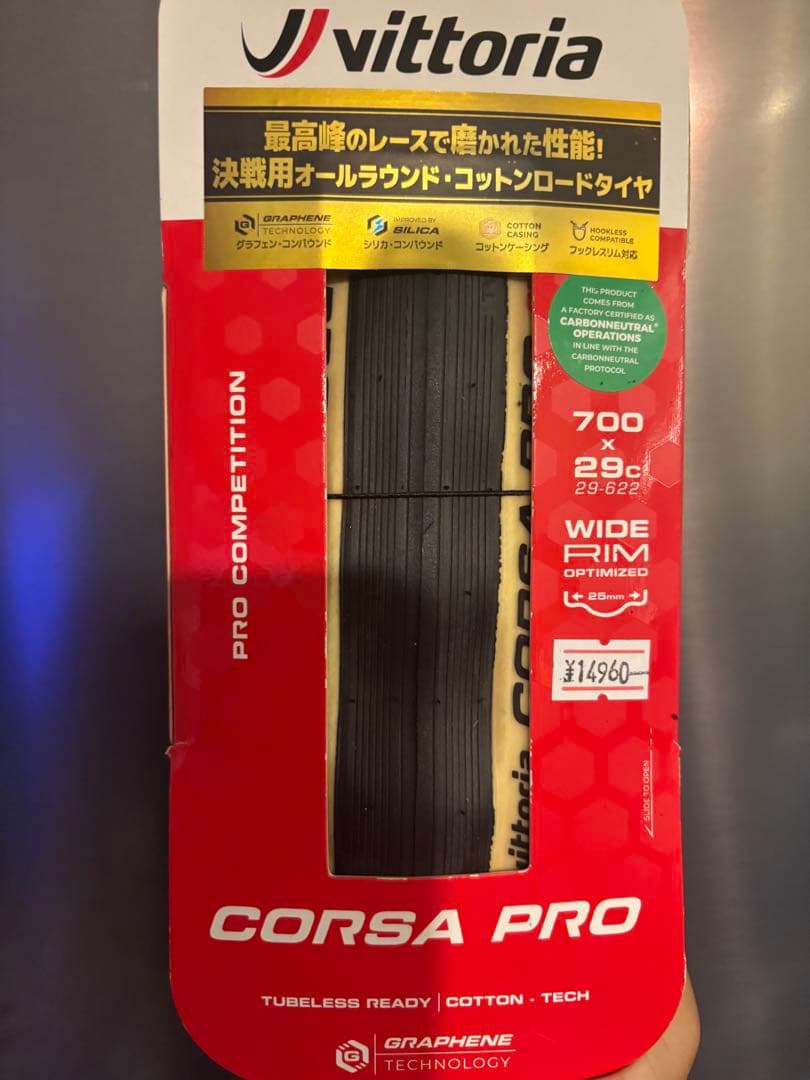 vittoria
最高峰のレースで磨かれた性能!
決戦用オールラウンド・コットンロードタイヤ
G GRAPHENE TECHNOLOGY
グラフェン・コンパウンド
IMPROVED BY SILICA
シリカ・コンパウンド
COTTON CASING
コットンケーシング
HOOKLESS COMPATIBLE
フックレスリム対応
THIS PRODUCT
COMES FROM
A FACTORY CERTIFIED AS
CARBONNEUTRAL®
OPERATIONS
IN LINE WITH THE
CARBONNEUTRAL
PROTOCOL
PRO COMPETITION
700
x
29c
29-622
WIDE
RIM
OPTIMIZED
25mm
¥14960
SLIDE TO OPEN
vittoria CORSA PRO
CORSA PRO
TUBELESS READY | COTTON - TECH
G GRAPHENE
TECHNOLOGY